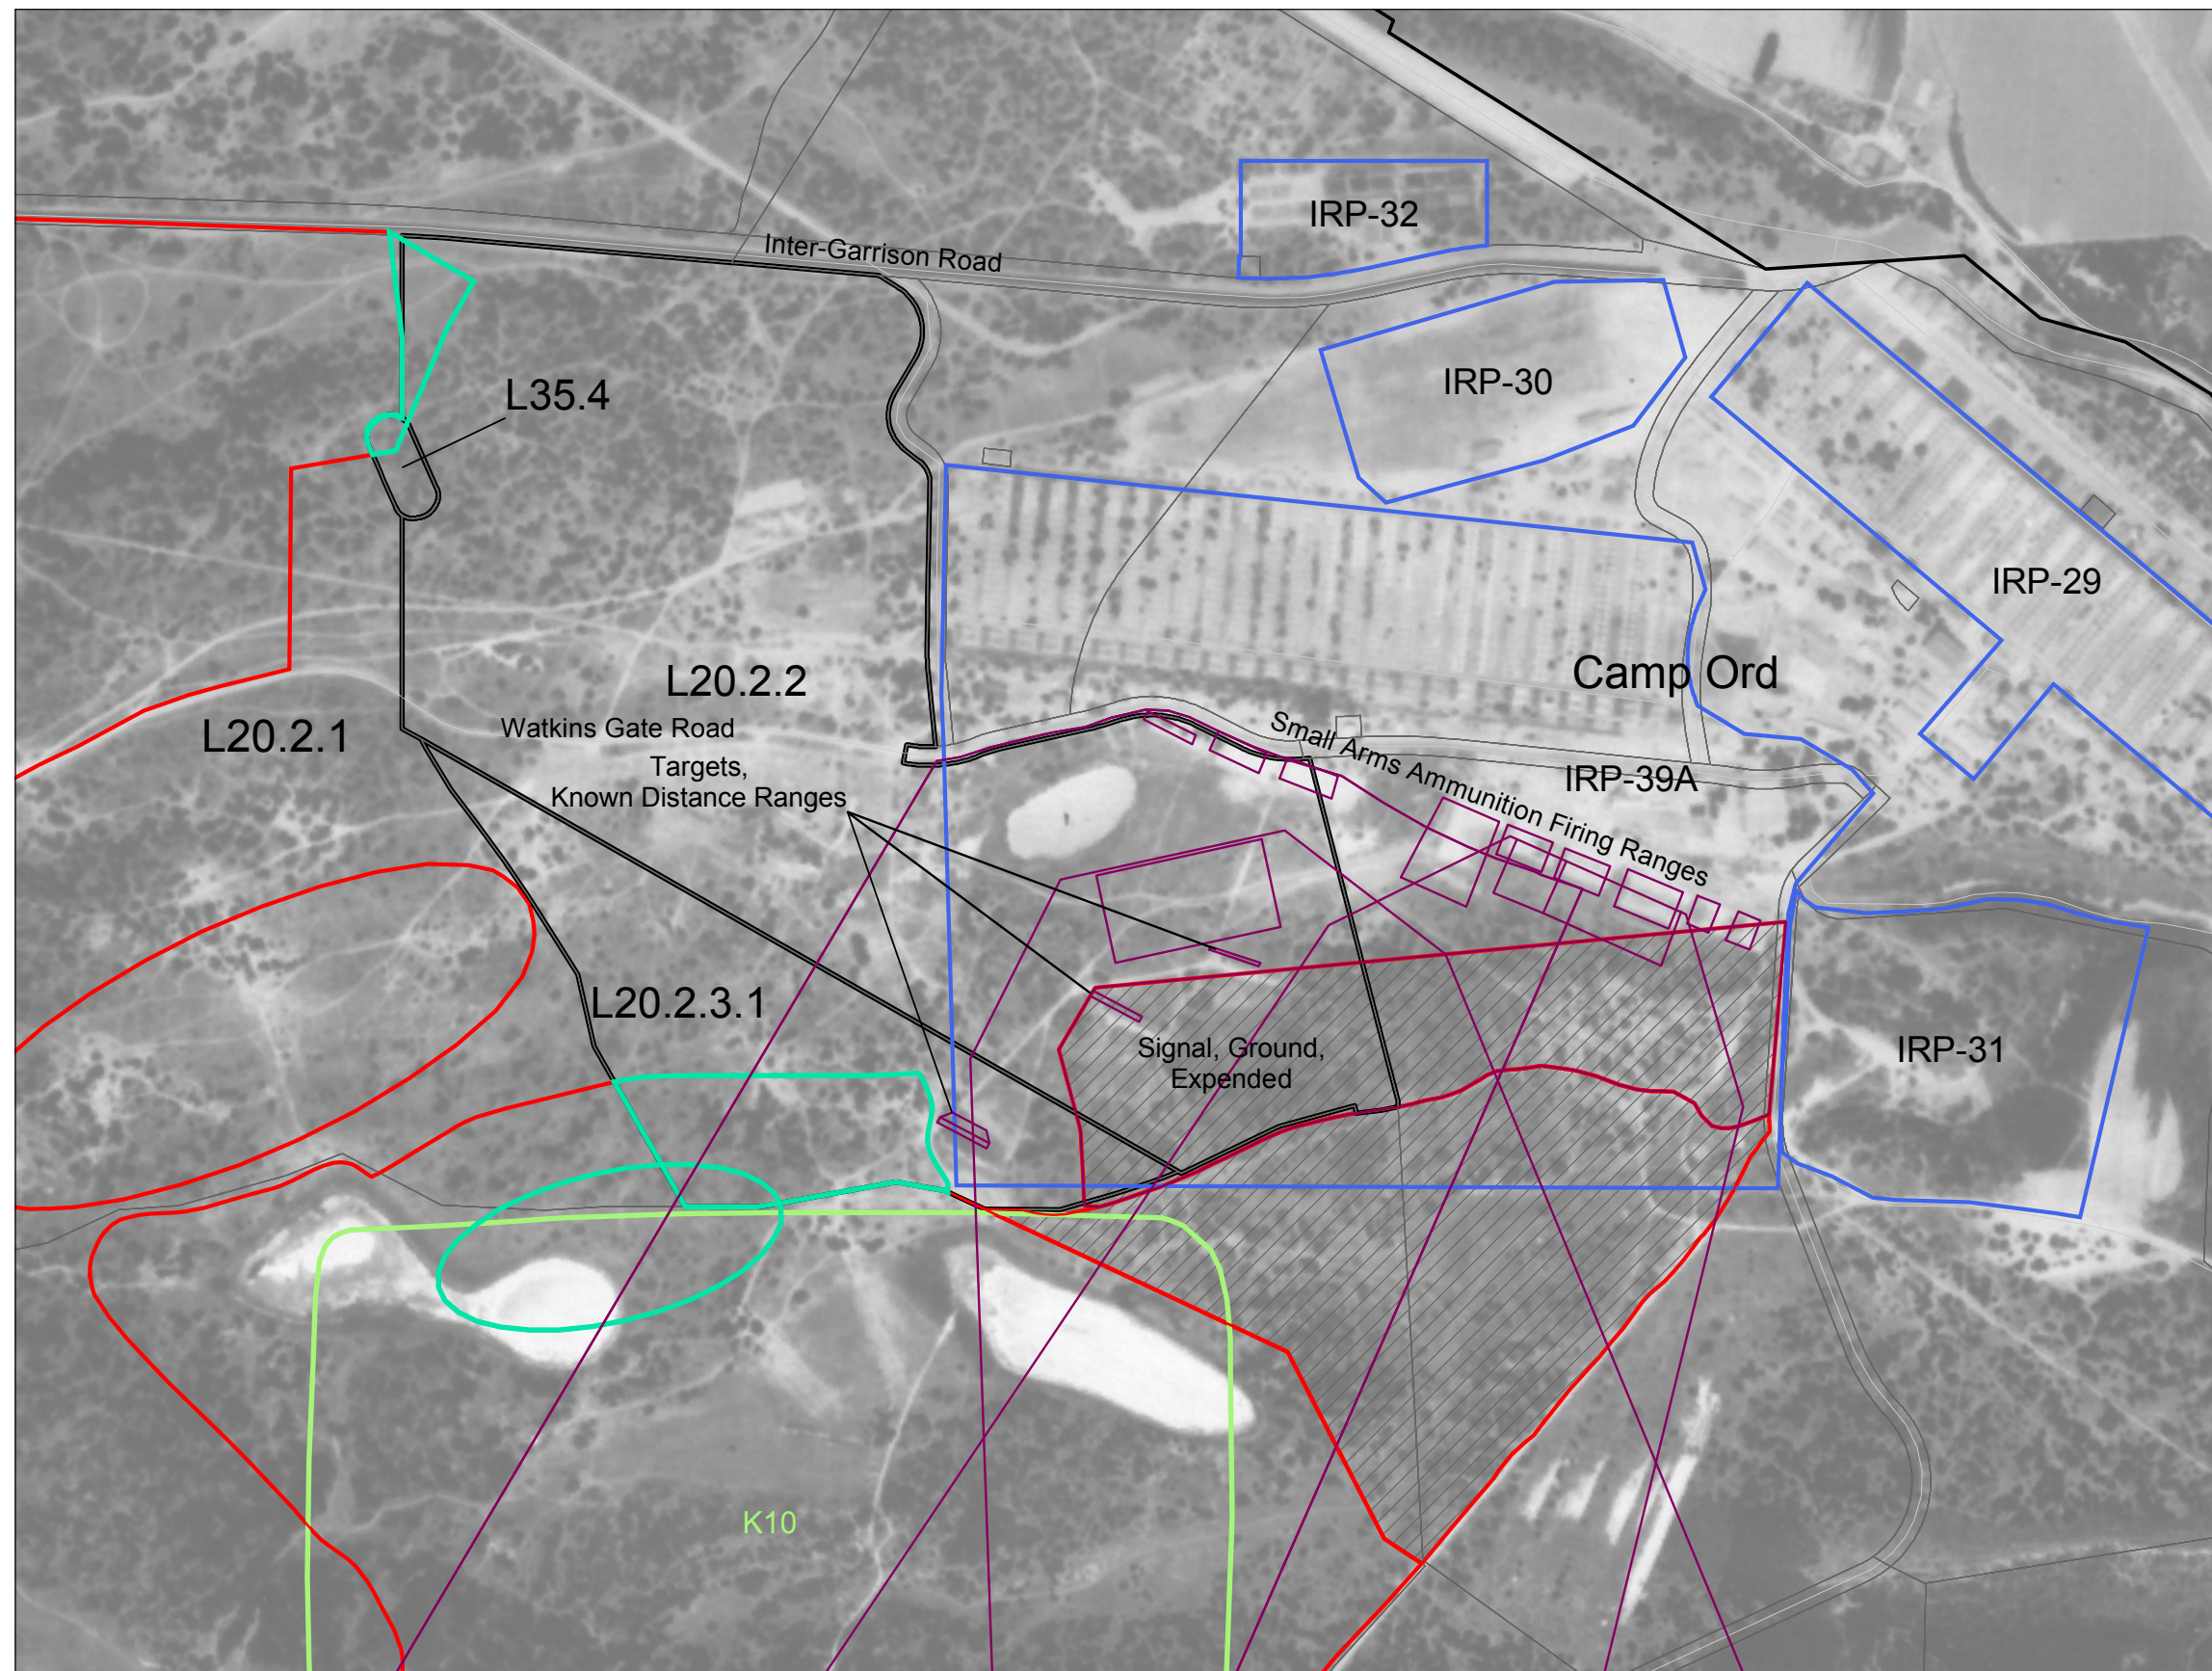 IRP-32
Inter-Garrison Road
IRP-30
L35.4
IRP-29
L20.2.2
Camp Ord
L20.2.1
Watkins Gate Road
Targets,
Known Distance Ranges
Small Arms Ammunition Firing Ranges
IRP-39A
L20.2.3.1
Signal, Ground,
Expended
IRP-31
K10